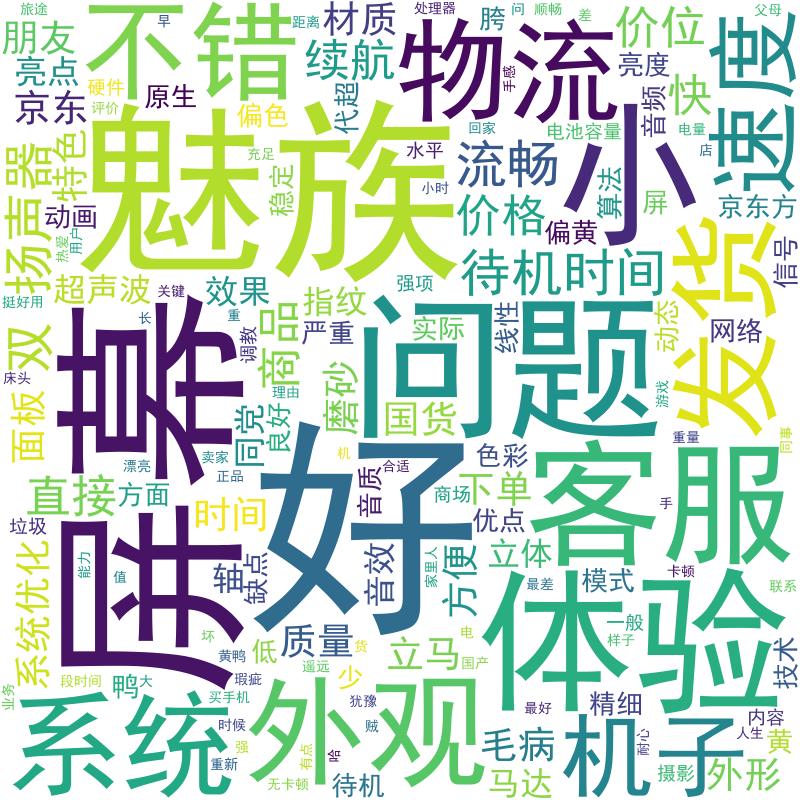 旅途
早
距离
材质
处理器
胯
问
顺畅
差
价位
父母
朋友
不错
续航
物流
手感
亮度
快
速度
亮点
硬件
京东
评价
原生
偏色
代超
回家
音频
电池容量
电量
店
魅族
小
扬声器
特色
充足
稳定
水平
小时
流畅
算法
屏
京东方
动画
热爱
用户
价格
偏黄
信号
挺好用
超声波
关键
效果
强项
待机时间
发货
双
屏幕
长
重
调教
商品
指纹
严重
问题
实际
线性
动态
网络
床头
面板
理由
磨砂
国货
游戏
同党
良好
漂亮
卖家
正品
好
机
合适
音质
色彩
客服
重量
同事
直接
方面
时间
商场
下单
优点
手
垃圾
系统优化
能力
值
轴
缺点
音效
家里人
方便
立体
体验
最差
模式
卡顿
联系
坏
黄鸭
质量
低
货
立马
电
国产
一般
样子
技术
业务
段时间
鸭
大
买手机
瑕疵
遥远
少
犹豫
精细
系统
时候
外观
贼
最好
机子
内容
人生
黄
强
重新
有点
哈
无卡顿
待机
毛病
马达
耐心
摄影
外形